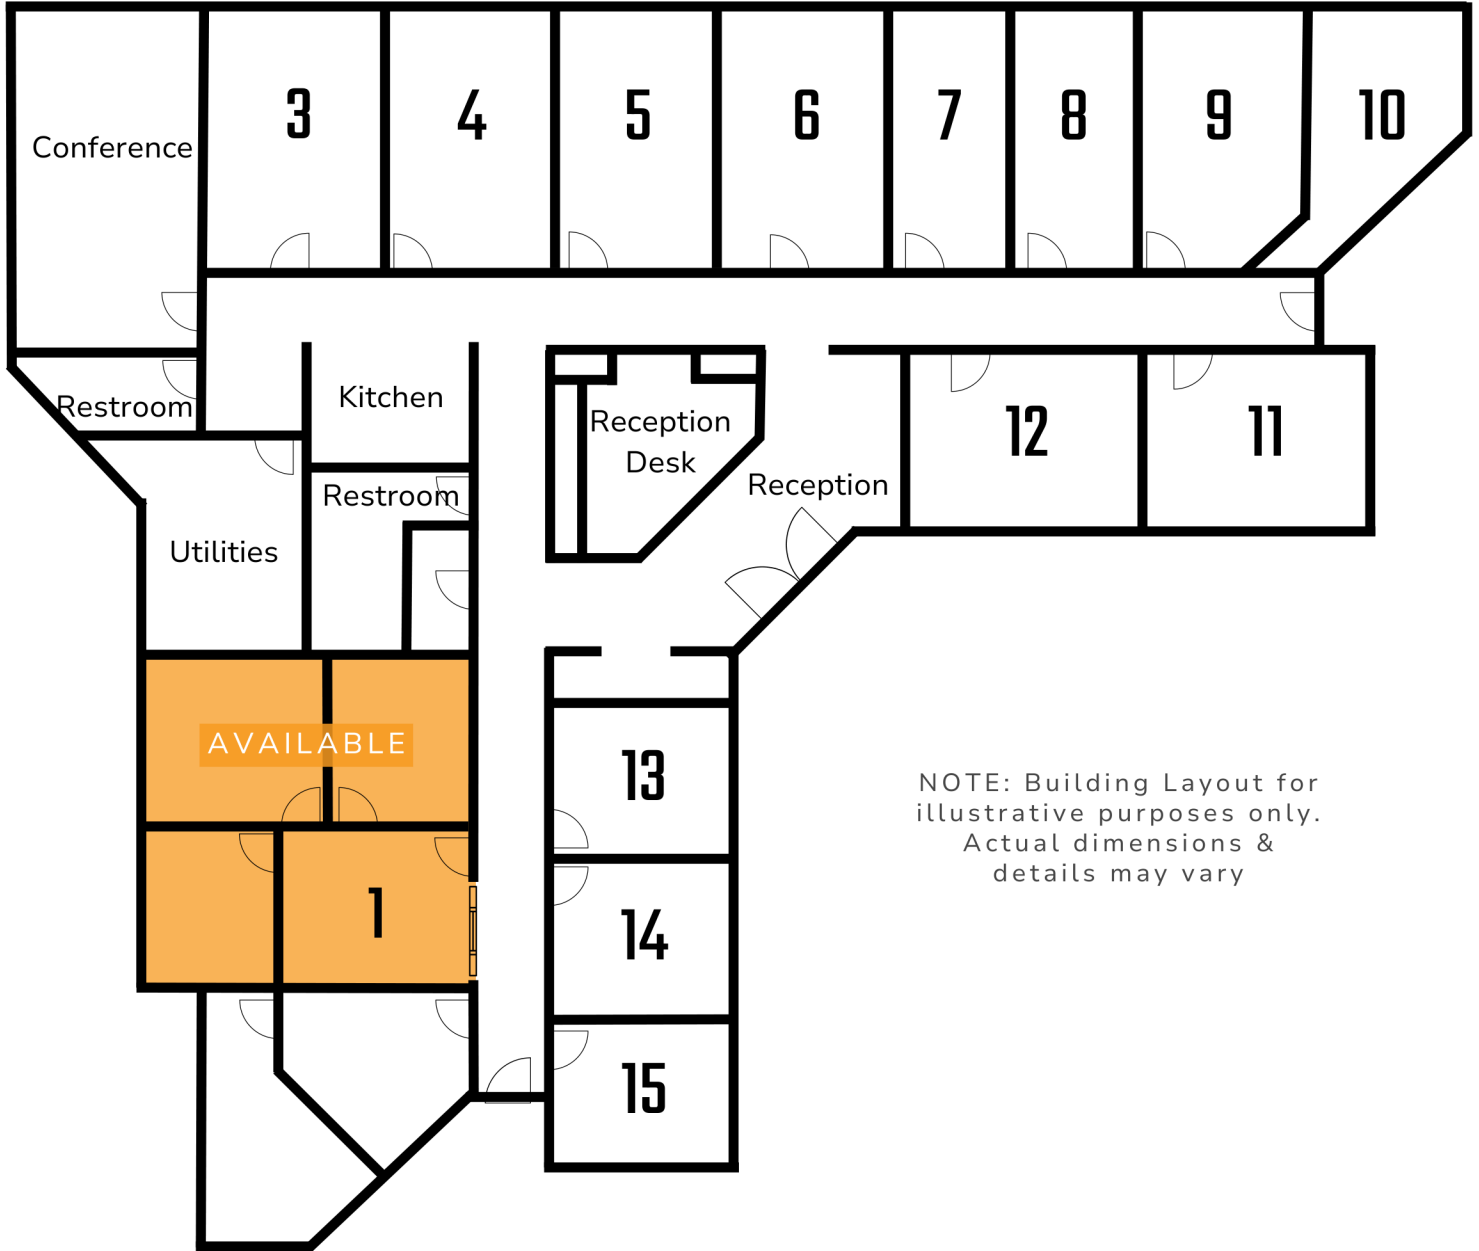 3
4
5
6
7
8
9
10
Conference
Restroom
Kitchen
Reception
Desk
12
11
Restroom
Reception
Utilities
AVAILABLE
13
NOTE: Building Layout for
illustrative purposes only.
Actual dimensions &
details may vary
1
14
15